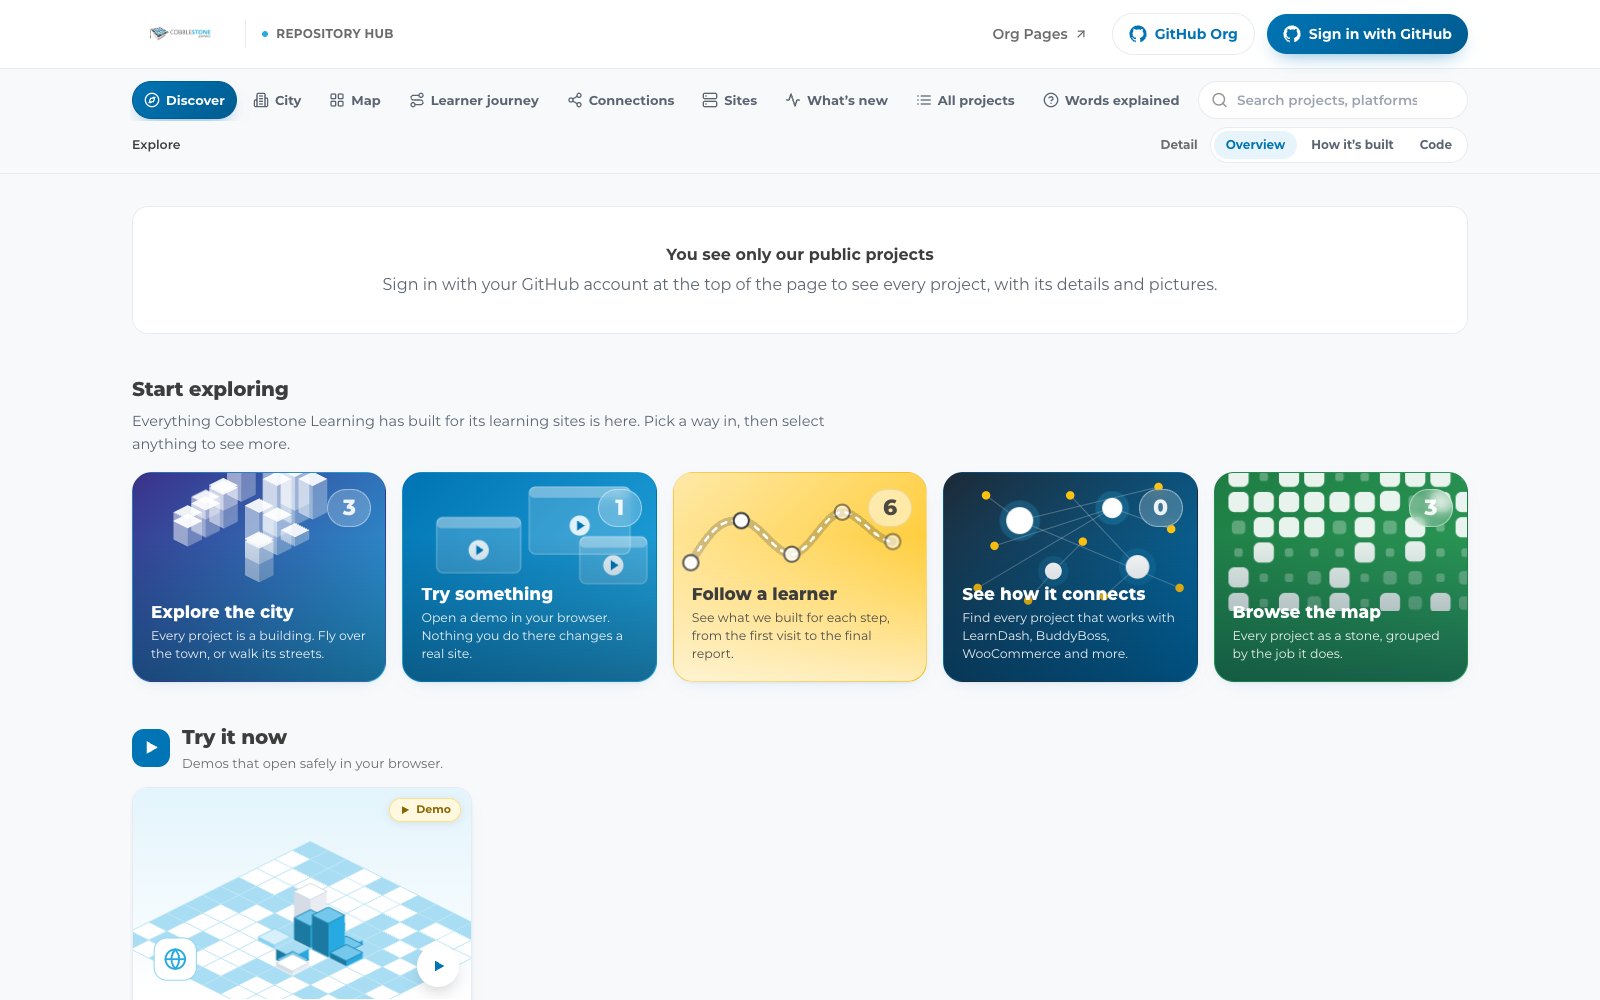 COBBLESTONE
REPOSITORY HUB
Org Pages
GitHub Org
Sign in with GitHub
Discover
City
Map
Learner journey
Connections
Sites
What's new
All projects
Words explained
Search projects, platforms
Explore
Detail
Overview
How it's built
Code
You see only our public projects
Sign in with your GitHub account at the top of the page to see every project, with its details and pictures.
Start exploring
Everything Cobblestone Learning has built for its learning sites is here. Pick a way in, then select
anything to see more.
3
Explore the city
Every project is a building. Fly over
the town, or walk its streets.
1
Try something
Open a demo in your browser.
Nothing you do there changes a
real site.
6
Follow a learner
See what we built for each step,
from the first visit to the final
report.
0
See how it connects
Find every project that works with
LearnDash, BuddyBoss,
WooCommerce and more.
3
Browse the map
Every project as a stone, grouped
by the job it does.
Try it now
Demos that open safely in your browser.
Demo